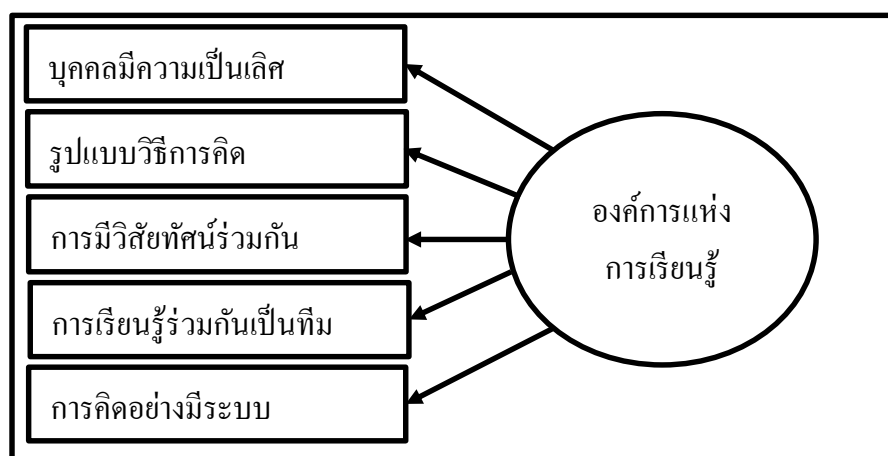 บุคคลมีความเป็นเลิศ
รูปแบบวิธีการคิด
การมีวิสัยทัศน์ร่วมกัน
การเรียนรู้ร่วมกันเป็นทีม
การคิดอย่างมีระบบ
องค์การแห่ง
การเรียนรู้